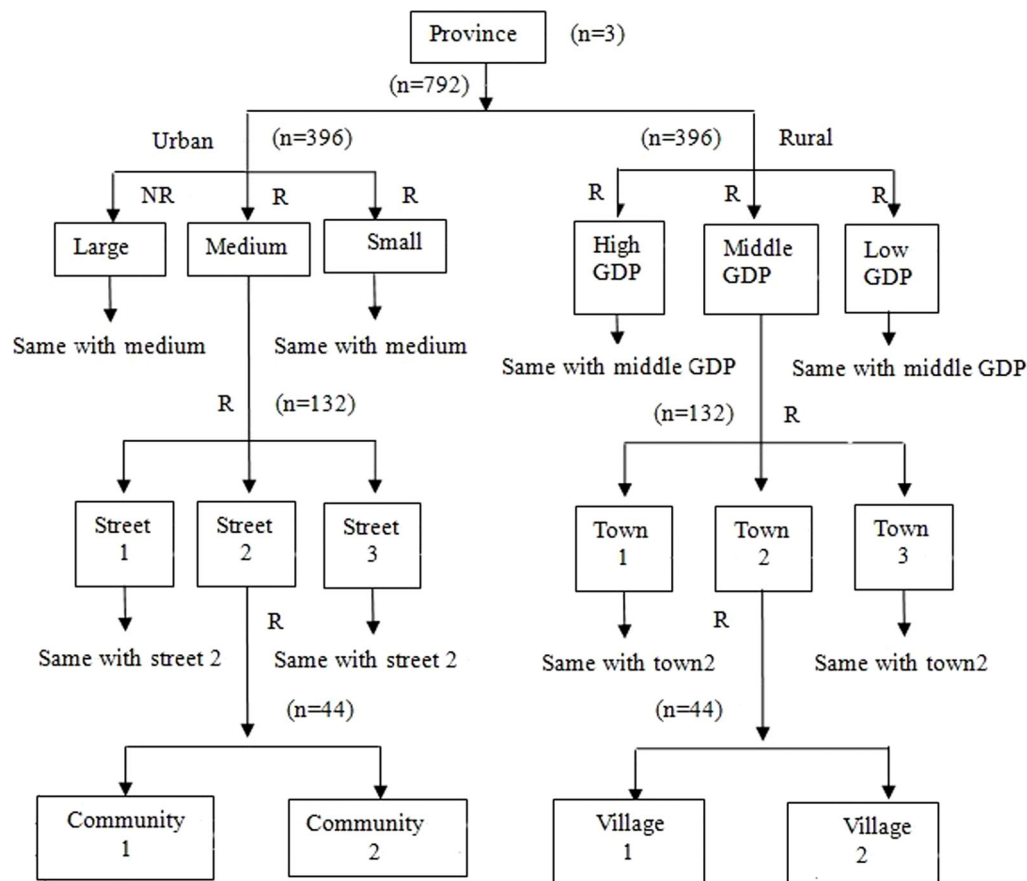 Province (n=3)
(n=792)
Urban (n=396) (n=396) Rural
NR R R R R R
Large Medium Small High GDP Middle GDP Low GDP
Same with medium Same with medium Same with middle GDP Same with middle GDP
R (n=132) (n=132) R
Street 1 Street 2 Street 3 Town 1 Town 2 Town 3
R R
Same with street 2 Same with street 2 Same with town2 Same with town2
(n=44) (n=44)
Community 1 Community 2 Village 1 Village 2